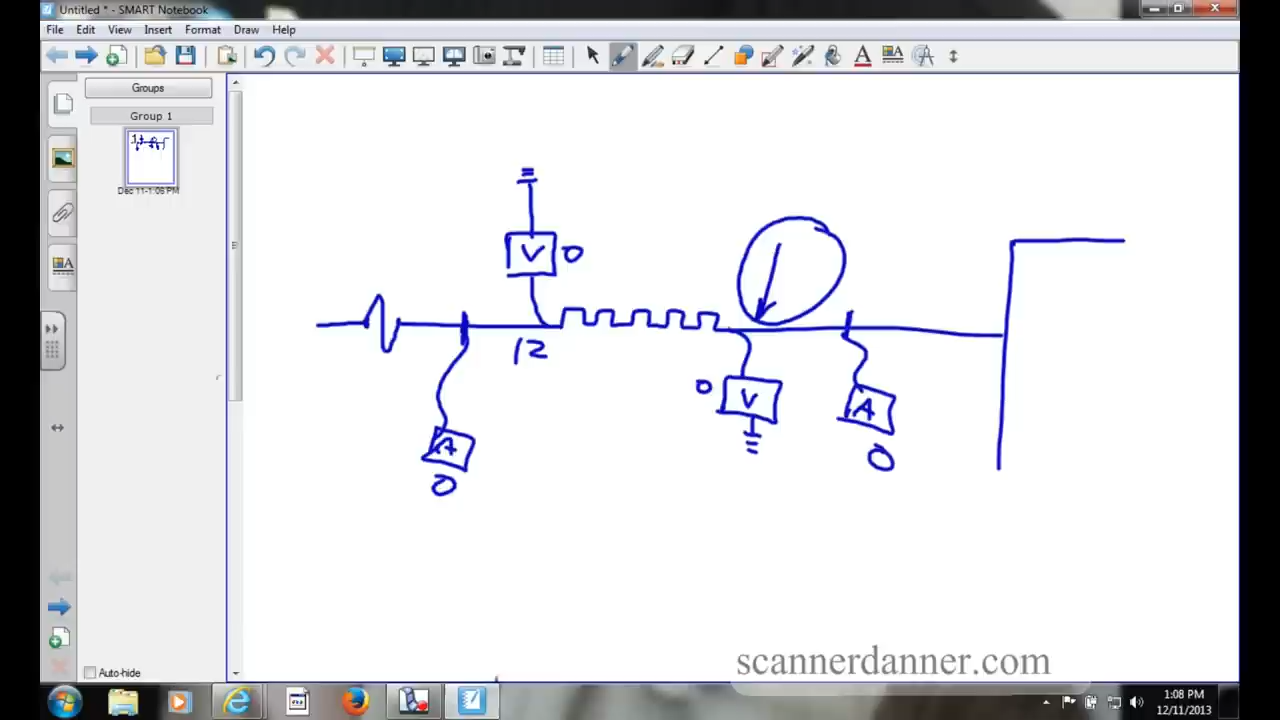 Untitled * - SMART Notebook
File Edit View Insert Format Draw Help
Groups
Group 1
Dec 11-1:06 PM
V 0
12
0 V
A
0
A
0
Auto-hide
scannerdanner.com
1:08 PM
12/11/2013